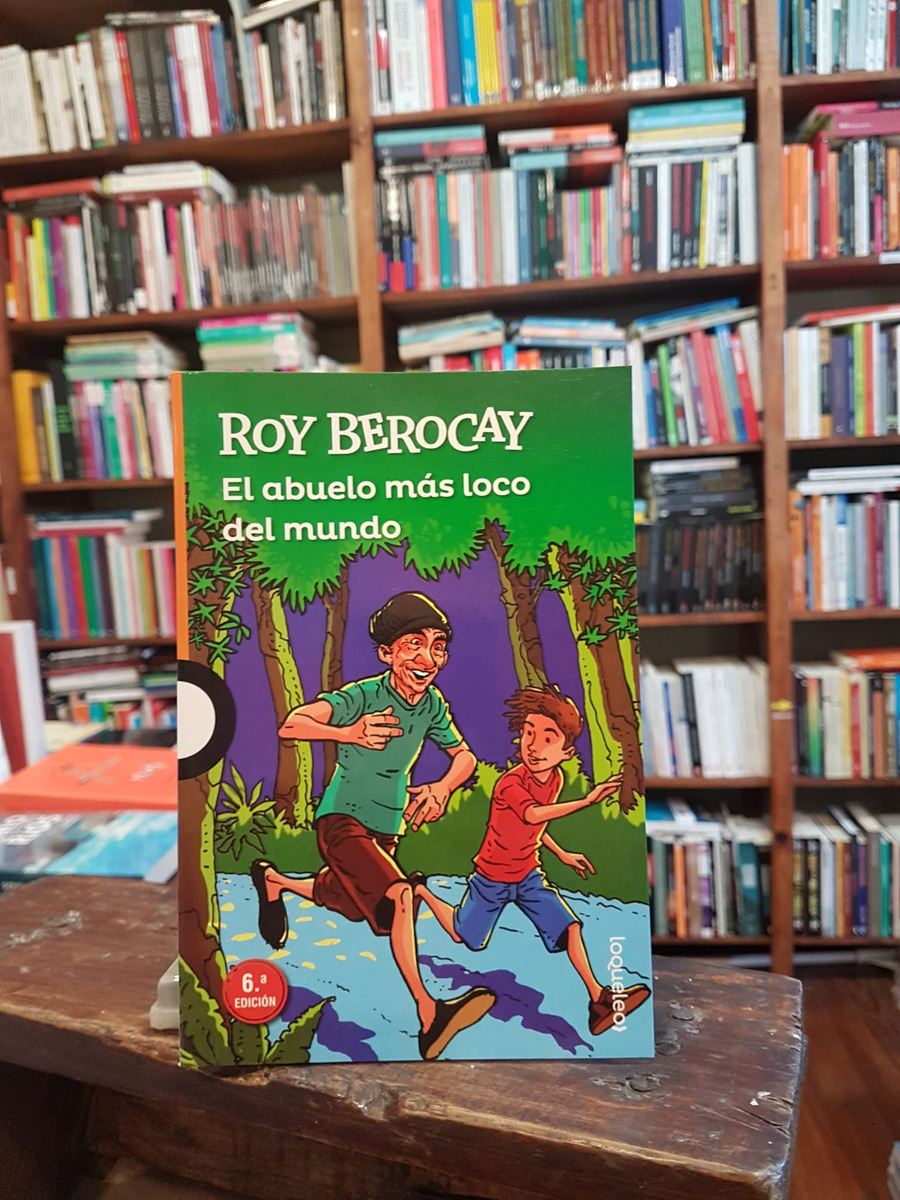 ROY BEROCAY
El abuelo más loco
del mundo
6.ª
EDICIÓN
loqueleo